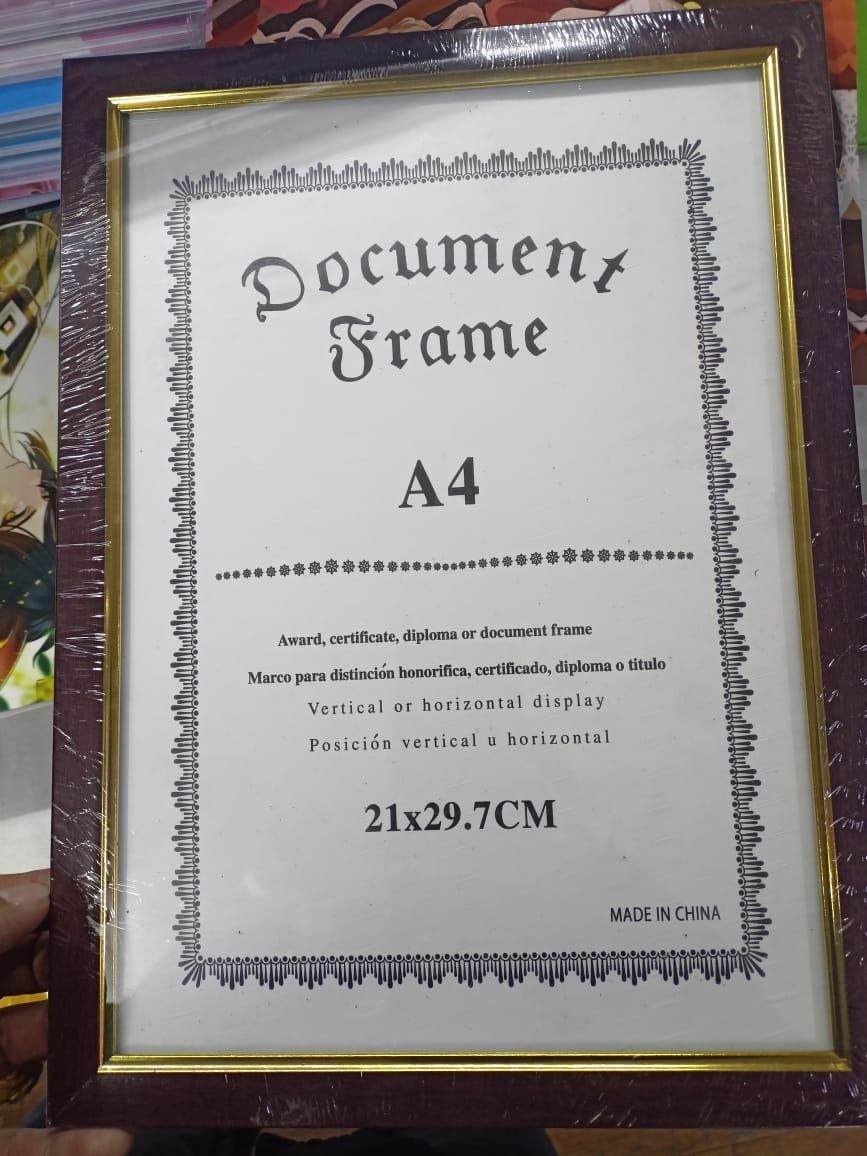 Document
Frame
A4
Award, certificate, diploma or document frame
Marco para distinción honorifica, certificado, diploma o titulo
Vertical or horizontal display
Posición vertical u horizontal
21x29.7CM
MADE IN CHINA